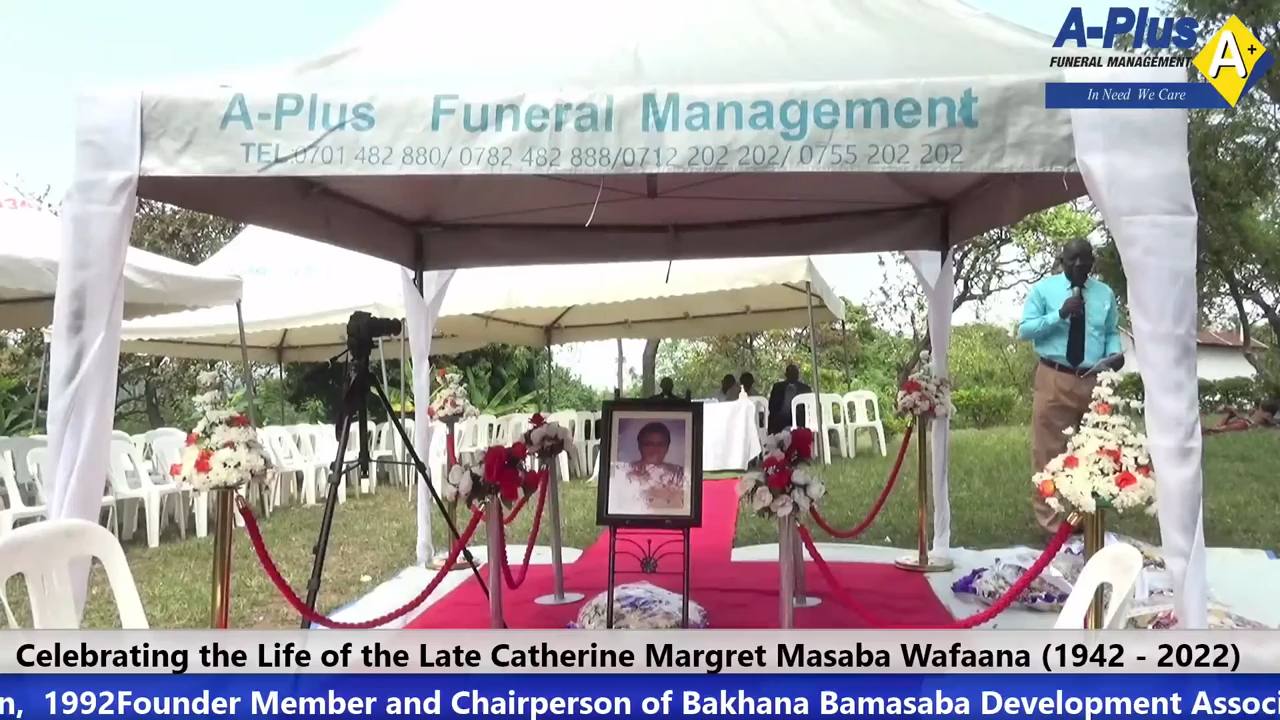 A-Plus
FUNERAL MANAGEMENT
In Need We Care
A+
A-Plus Funeral Management
TEL:0701 482 880/ 0782 482 888/0712 202 202/ 0755 202 202
Celebrating the Life of the Late Catherine Margret Masaba Wafaana (1942 - 2022)
n, 1992Founder Member and Chairperson of Bakhana Bamasaba Development Associ